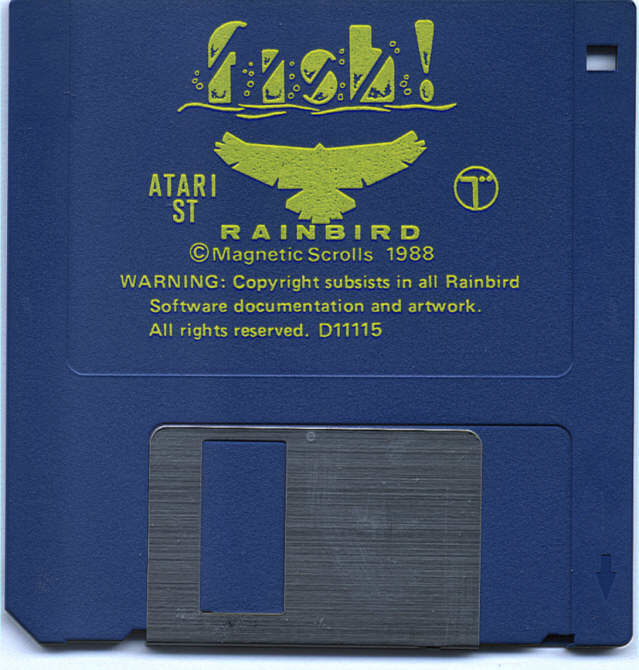 fish!
ATARI
ST
T
RAINBIRD
©Magnetic Scrolls 1988
WARNING: Copyright subsists in all Rainbird
Software documentation and artwork.
All rights reserved. D11115